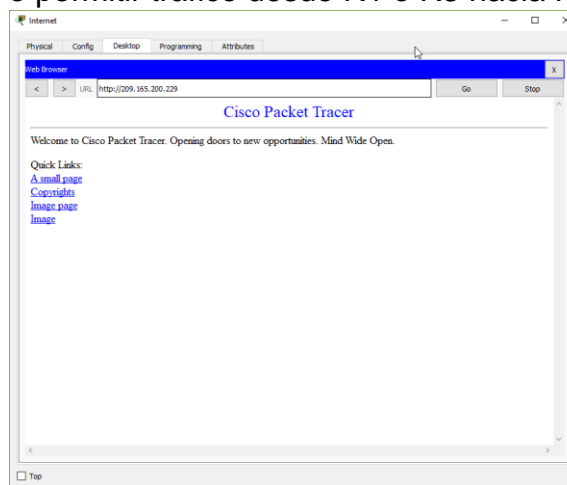 o permitir tráfico desde R1 o R3 hacia
Internet
Physical Config Desktop Programming Attributes
Web Browser
X
< > URL http://209.165.200.229 Go Stop
Cisco Packet Tracer
Welcome to Cisco Packet Tracer. Opening doors to new opportunities. Mind Wide Open.
Quick Links:
A small page
Copyrights
Image page
Image
Top